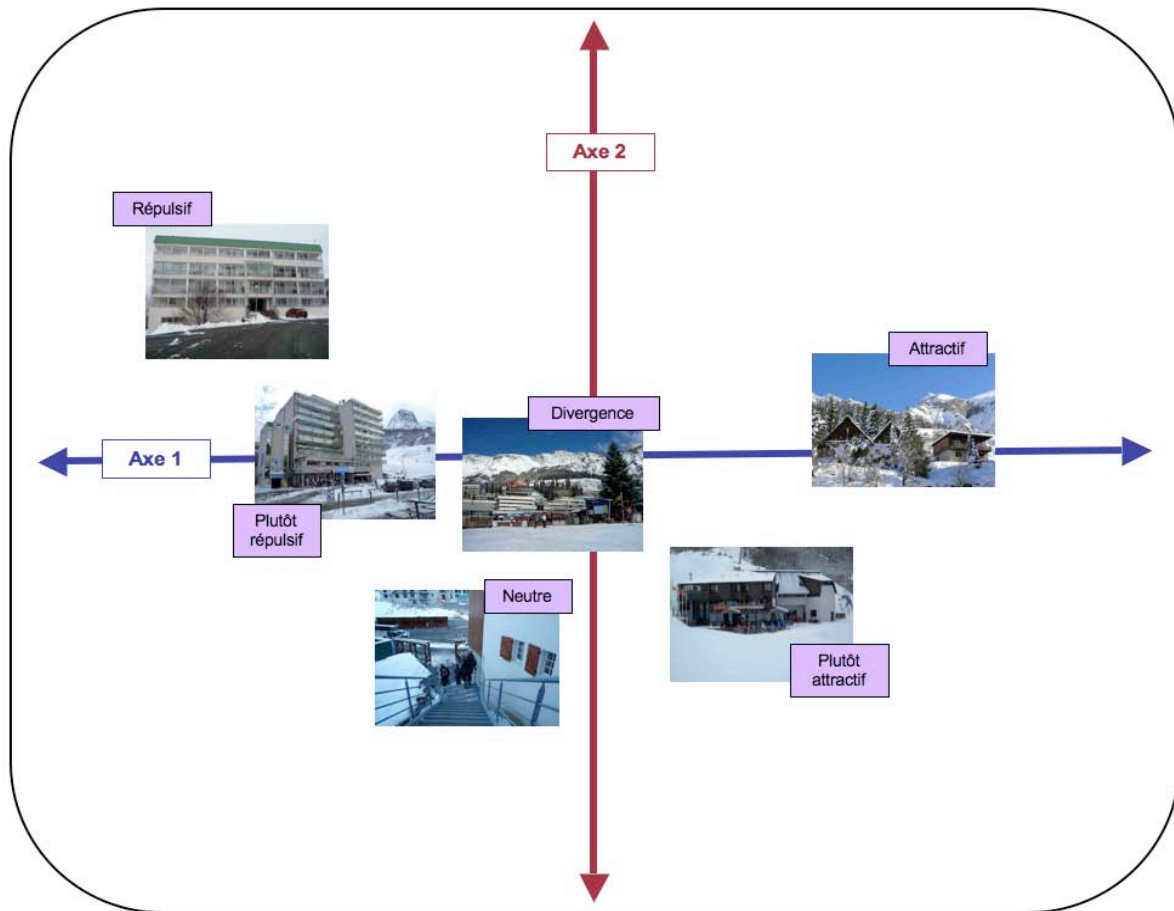 Axe 2
Répulsif
Attractif
Divergence
Axe 1
Plutôt
répulsif
Neutre
Plutôt
attractif